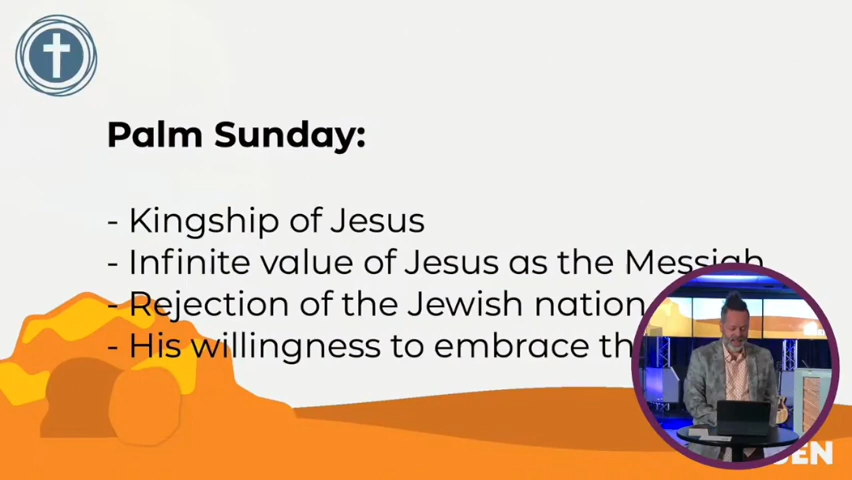 Palm Sunday:
- Kingship of Jesus
- Infinite value of Jesus as the Messiah
- Rejection of the Jewish nation
- His willingness to embrace